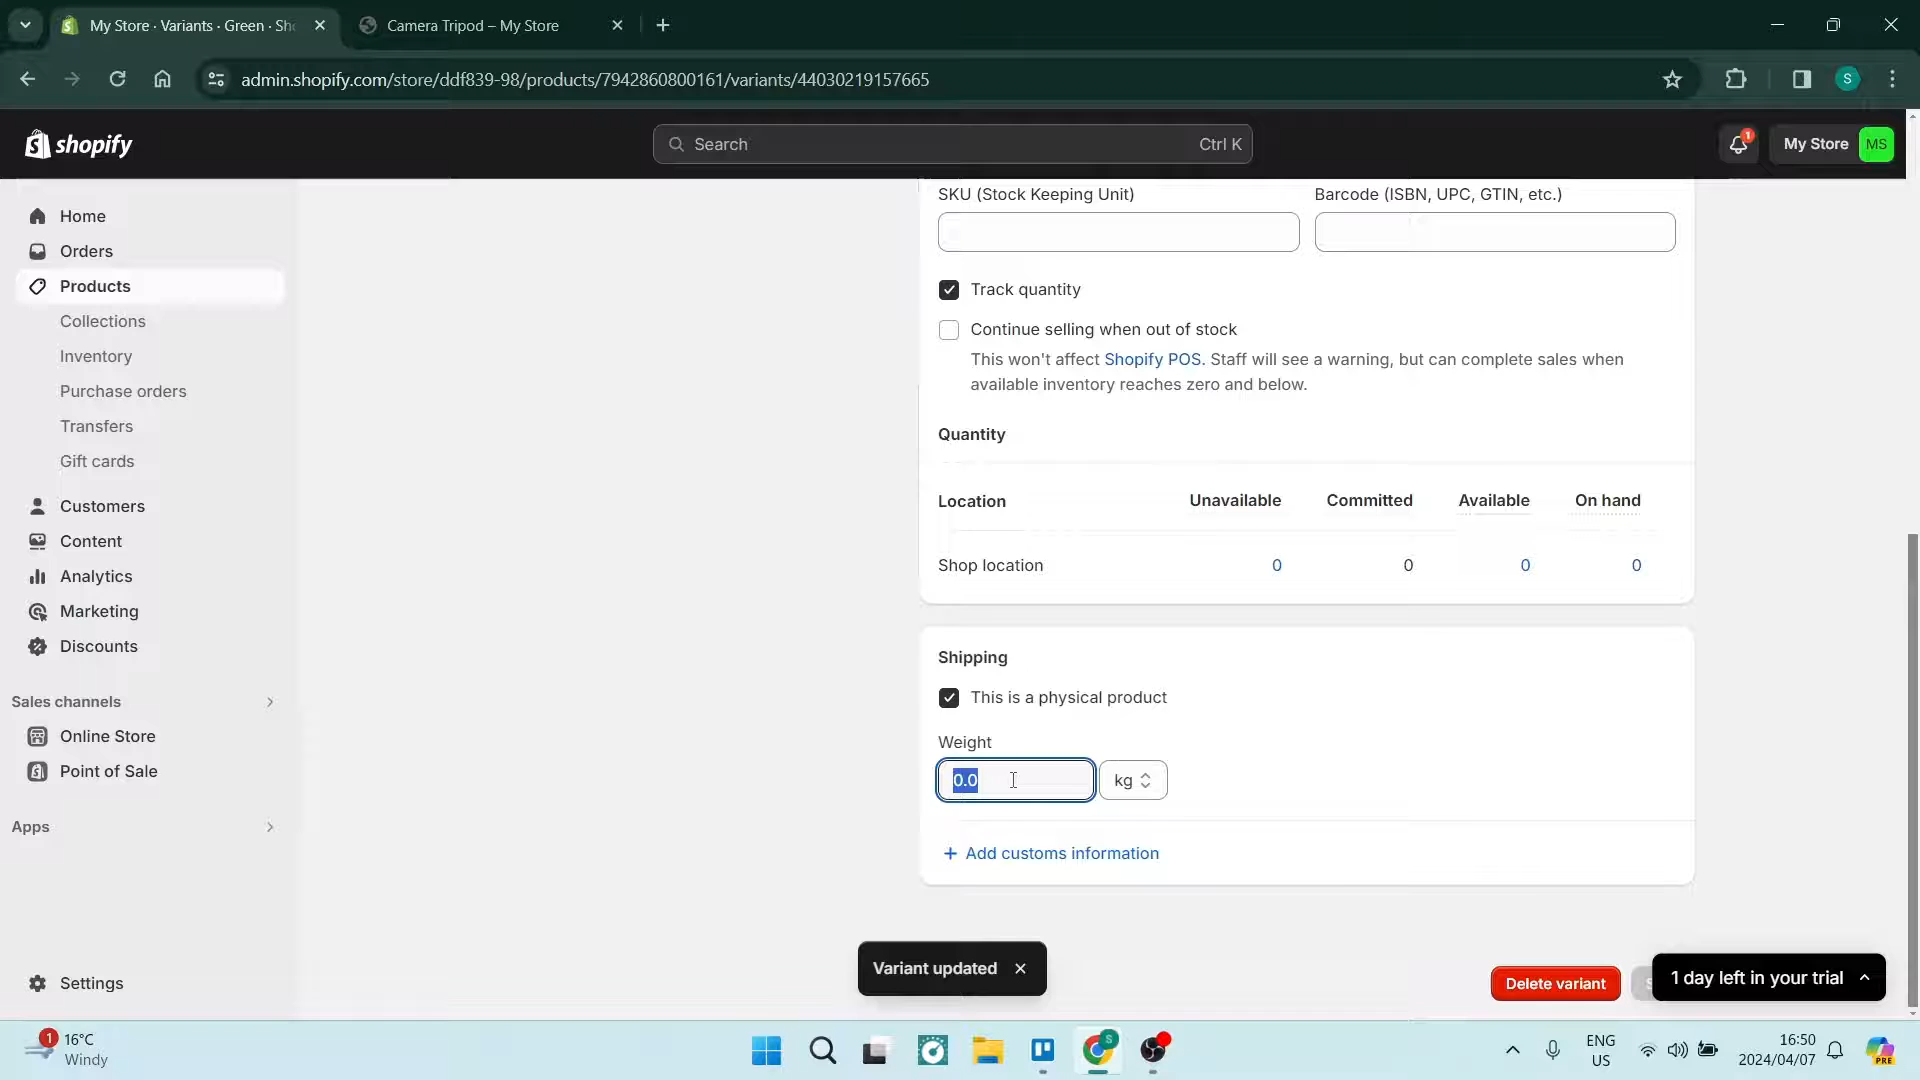 My Store · Variants · Green · Sh
Camera Tripod – My Store
admin.shopify.com/store/ddf839-98/products/7942860800161/variants/44030219157665
S
shopify
Search
Ctrl K
1
My Store
MS
Home
Orders
Products
Collections
Inventory
Purchase orders
Transfers
Gift cards
Customers
Content
Analytics
Marketing
Discounts
Sales channels
Online Store
Point of Sale
Apps
Settings
SKU (Stock Keeping Unit)
Barcode (ISBN, UPC, GTIN, etc.)
Track quantity
Continue selling when out of stock
This won't affect Shopify POS. Staff will see a warning, but can complete sales when
available inventory reaches zero and below.
Quantity
Location Unavailable Committed Available On hand
Shop location 0 0 0 0
Shipping
This is a physical product
Weight
0.0
kg
Add customs information
Variant updated
Delete variant
1 day left in your trial
1
16°C
Windy
S
ENG
US
16:50
2024/04/07
PRE